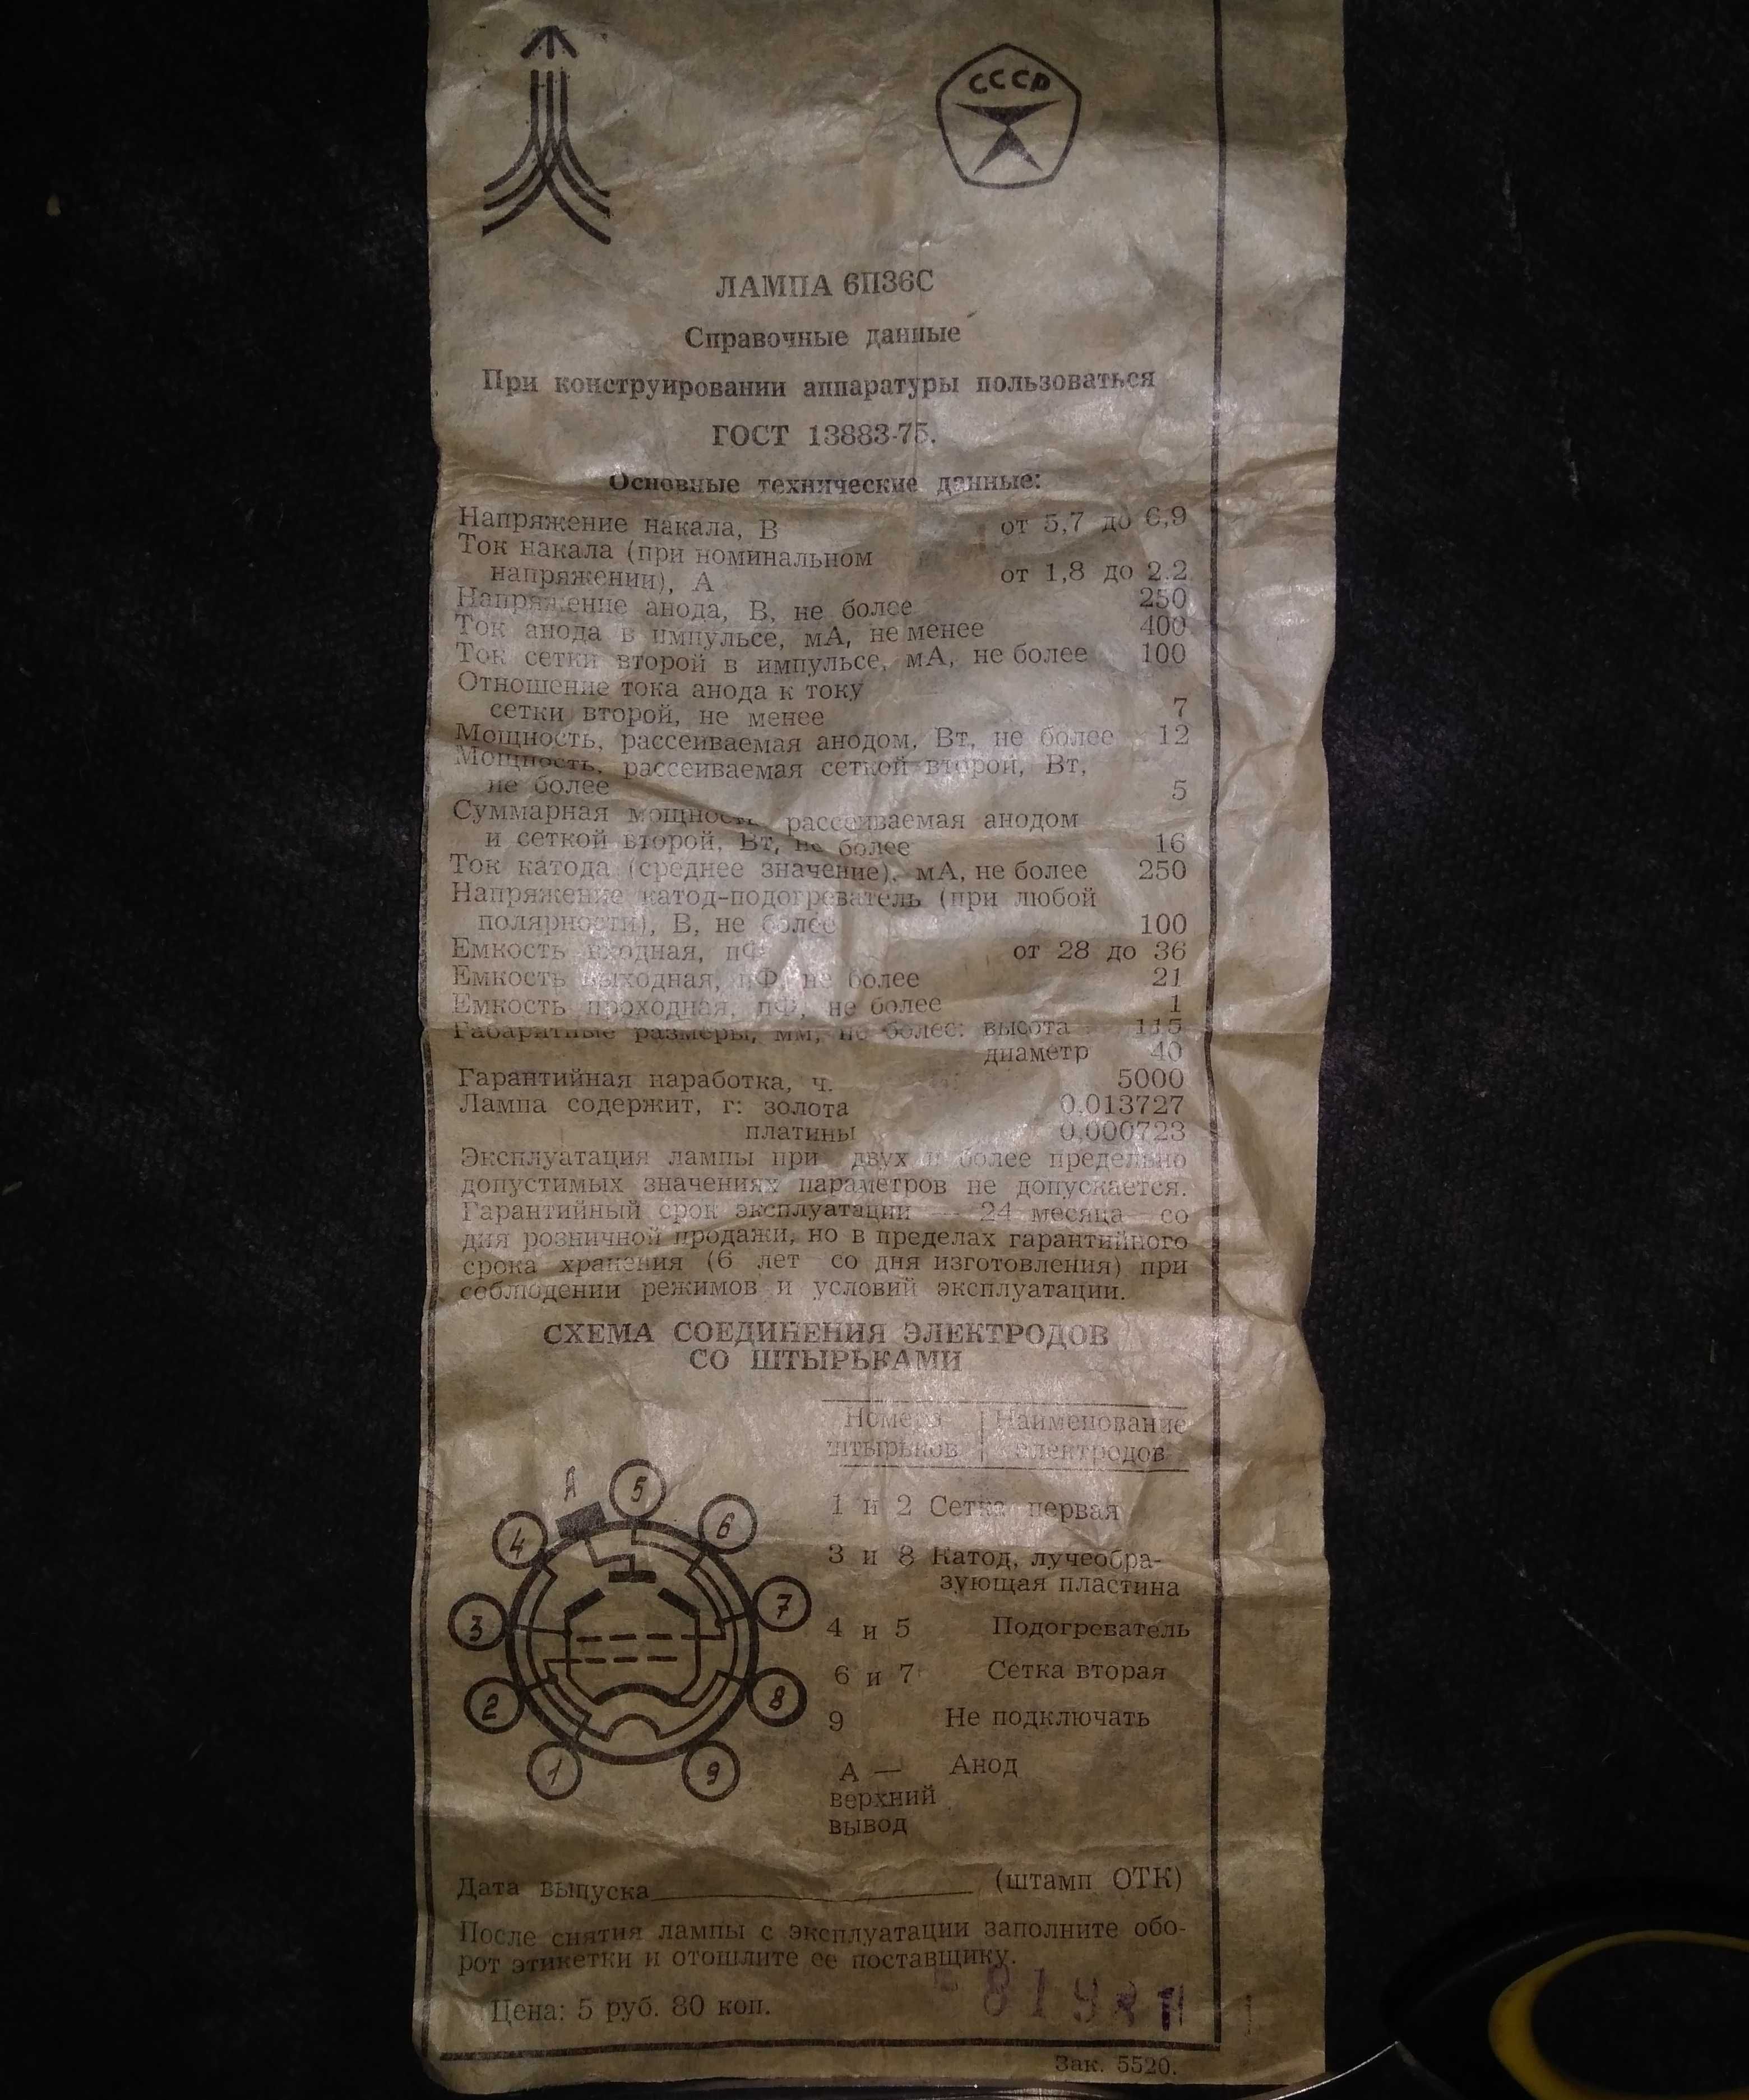 СССР
ЛАМПА 6П36С
Справочные данные
При конструировании аппаратуры пользоваться
ГОСТ 13883-75.
Основные технические данные:
Напряжение накала, В от 5,7 до 6,9
Ток накала (при номинальном
напряжении), А от 1,8 до 2.2
Напряжение анода, В, не более 250
Ток анода в импульсе, мА, не менее 400
Ток сетки второй в импульсе, мА, не более 100
Отношение тока анода к току
сетки второй, не менее 7
Мощность, рассеиваемая анодом, Вт, не более 12
Мощность, рассеиваемая сеткой второй, Вт,
не более 5
Суммарная мощность, рассеиваемая анодом
и сеткой второй, Вт, не более 16
Ток катода (среднее значение), мА, не более 250
Напряжение катод-подогреватель (при любой
полярности), В, не более 100
Емкость входная, пФ от 28 до 36
Емкость выходная, пФ, не более 21
Емкость проходная, пФ, не более 1
Габаритные размеры, мм, не более: высота 115
диаметр 40
Гарантийная наработка, ч. 5000
Лампа содержит, г: золота 0,013727
платины 0,000723
Эксплуатация лампы при двух и более предельно
допустимых значениях параметров не допускается.
Гарантийный срок эксплуатации — 24 месяца со
дня розничной продажи, но в пределах гарантийного
срока хранения (6 лет со дня изготовления) при
соблюдении режимов и условий эксплуатации.
СХЕМА СОЕДИНЕНИЯ ЭЛЕКТРОДОВ
СО ШТЫРЬКАМИ
Номера Наименование
штырьков электродов
А 5
4 6
3 7
2 8
1 9
1 и 2 Сетка первая
3 и 8 Катод, лучеобра-
зующая пластина
4 и 5 Подогреватель
6 и 7 Сетка вторая
9 Не подключать
А — Анод
верхний
вывод
Дата выпуска (штамп ОТК)
После снятия лампы с эксплуатации заполните обо-
рот этикетки и отошлите ее поставщику.
Цена: 5 руб. 80 коп.
Зак. 5520.